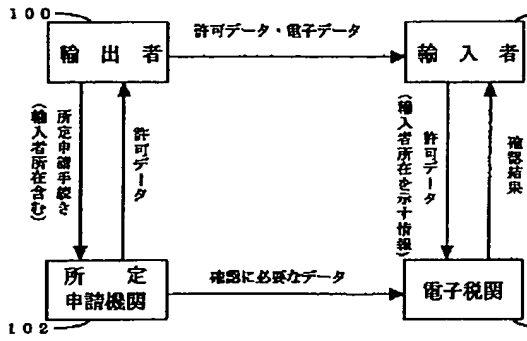 100
輸出者
許可データ・電子データ
輸入者
所定申請手続き
(輸入者所在含む)
許可データ
許可データ
(輸入者所在を示す情報)
確認結果
所定
申請機関
確認に必要なデータ
電子税関
102